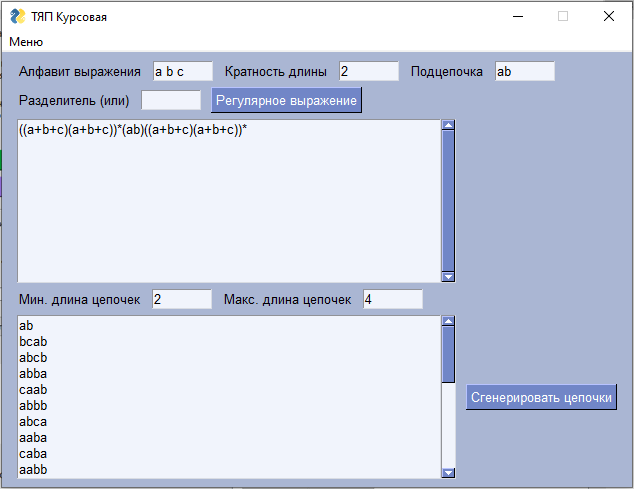 ТЯП Курсовая
Меню
Алфавит выражения a b c Кратность длины 2 Подцепочка ab
Разделитель (или) Регулярное выражение
((a+b+c)(a+b+c))*(ab)((a+b+c)(a+b+c))*
Мин. длина цепочек 2 Макс. длина цепочек 4
ab
bcab
abcb
abba
caab
abbb
abca
aaba
caba
aabb
Сгенерировать цепочки